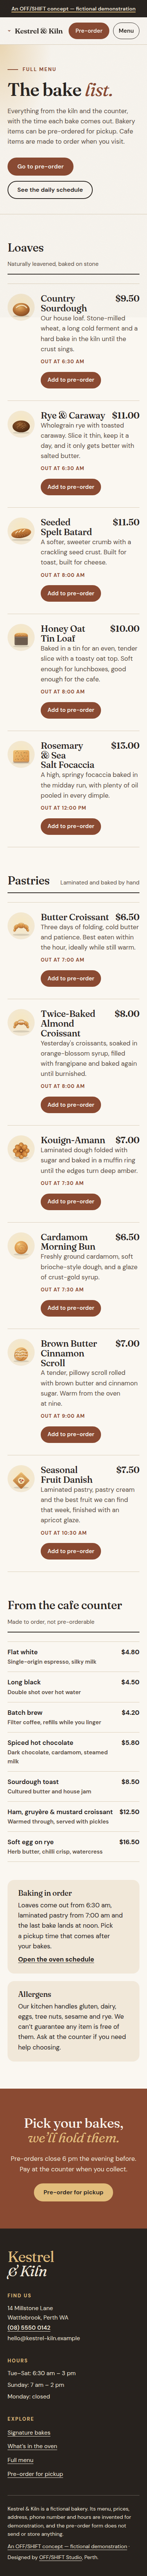 An OFF/SHIFT concept — fictional demonstration
Kestrel & Kiln
Pre-order
Menu
FULL MENU
The bake list.
Everything from the kiln and the counter,
with the time each bake comes out. Bakery
items can be pre-ordered for pickup. Cafe
items are made to order when you visit.
Go to pre-order
See the daily schedule
Loaves
Naturally leavened, baked on stone
Country
Sourdough
$9.50
Our house loaf. Stone-milled
wheat, a long cold ferment and a
hard bake in the kiln until the
crust sings.
OUT AT 6:30 AM
Add to pre-order
Rye & Caraway
$11.00
Wholegrain rye with toasted
caraway. Slice it thin, keep it a
day, and it only gets better with
salted butter.
OUT AT 6:30 AM
Add to pre-order
Seeded
Spelt Batard
$11.50
A softer, sweeter crumb with a
crackling seed crust. Built for
toast, built for cheese.
OUT AT 8:00 AM
Add to pre-order
Honey Oat
Tin Loaf
$10.00
Baked in a tin for an even, tender
slice with a toasty oat top. Soft
enough for lunchboxes, good
enough for the cafe.
OUT AT 8:00 AM
Add to pre-order
Rosemary
& Sea
Salt Focaccia
$13.00
A high, springy focaccia baked in
the midday run, with plenty of oil
pooled in every dimple.
OUT AT 12:00 PM
Add to pre-order
Pastries
Laminated and baked by hand
Butter Croissant
$6.50
Three days of folding, cold butter
and patience. Best eaten within
the hour, ideally while still warm.
OUT AT 7:00 AM
Add to pre-order
Twice-Baked
Almond
Croissant
$8.00
Yesterday's croissants, soaked in
orange-blossom syrup, filled
with frangipane and baked again
until burnished.
OUT AT 8:00 AM
Add to pre-order
Kouign-Amann
$7.00
Laminated dough folded with
sugar and baked in a muffin ring
until the edges turn deep amber.
OUT AT 7:30 AM
Add to pre-order
Cardamom
Morning Bun
$6.50
Freshly ground cardamom, soft
brioche-style dough, and a glaze
of crust-gold syrup.
OUT AT 7:30 AM
Add to pre-order
Brown Butter
Cinnamon
Scroll
$7.00
A tender, pillowy scroll rolled
with brown butter and cinnamon
sugar. Warm from the oven
at nine.
OUT AT 9:00 AM
Add to pre-order
Seasonal
Fruit Danish
$7.50
Laminated pastry, pastry cream
and the best fruit we can find
that week, finished with an
apricot glaze.
OUT AT 10:30 AM
Add to pre-order
From the cafe counter
Made to order, not pre-orderable
Flat white
$4.80
Single-origin espresso, silky milk
Long black
$4.50
Double shot over hot water
Batch brew
$4.20
Filter coffee, refills while you linger
Spiced hot chocolate
$5.80
Dark chocolate, cardamom, steamed
milk
Sourdough toast
$8.50
Cultured butter and house jam
Ham, gruyère & mustard croissant
$12.50
Warmed through, served with pickles
Soft egg on rye
$16.50
Herb butter, chilli crisp, watercress
Baking in order
Loaves come out from 6:30 am,
laminated pastry from 7:00 am and
the last bake lands at noon. Pick
a pickup time that comes after
your bakes.
Open the oven schedule
Allergens
Our kitchen handles gluten, dairy,
eggs, tree nuts, sesame and rye. We
can't guarantee any item is free of
them. Ask at the counter if you need
help choosing.
Pick your bakes,
we'll hold them.
Pre-orders close 6 pm the evening before.
Pay at the counter when you collect.
Pre-order for pickup
Kestrel
& Kiln
FIND US
14 Millstone Lane
Wattlebrook, Perth WA
(08) 5550 0142
hello@kestrel-kiln.example
HOURS
Tue–Sat: 6:30 am – 3 pm
Sunday: 7 am – 2 pm
Monday: closed
EXPLORE
Signature bakes
What's in the oven
Full menu
Pre-order for pickup
Kestrel & Kiln is a fictional bakery. Its menu, prices,
address, phone number and hours are invented for
demonstration, and the pre-order form does not
send or store anything.
An OFF/SHIFT concept — fictional demonstration ·
Designed by OFF/SHIFT Studio, Perth.